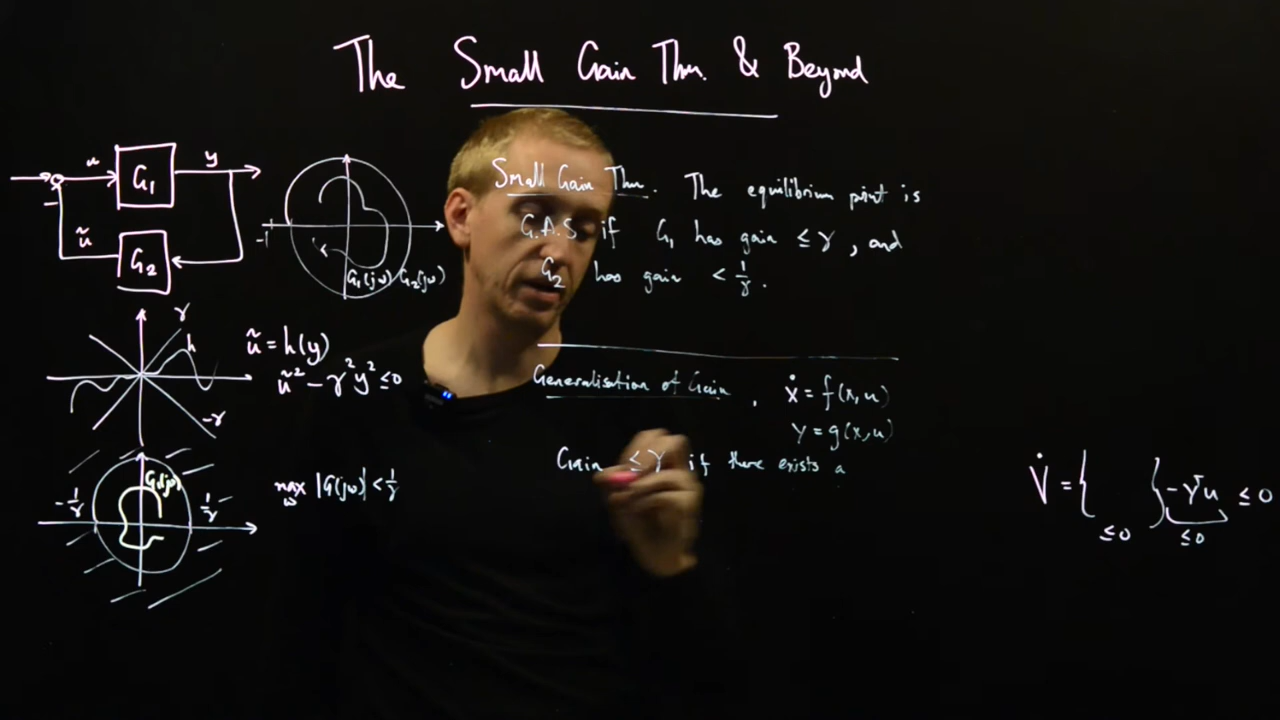 The Small Gain Thm. & Beyond
u G₁ y
−
ũ G₂
-1
G₁(jω) G₂(jω)
Small Gain Thm. The equilibrium point is
G.A.S if G₁ has gain ≤ γ, and
G₂ has gain < 1/γ.
γ
h
-γ
ũ = h(y)
ũ² − γ²y² ≤ 0
Generalisation of Gain, ẋ = f(x,u)
y = g(x,u)
Gain ≤ γ if there exists a
G(jω)
-1/γ 1/γ
max |G(jω)| < 1/γ
ω
V̇ = { } − yᵀu ≤ 0
≤0 ≤0